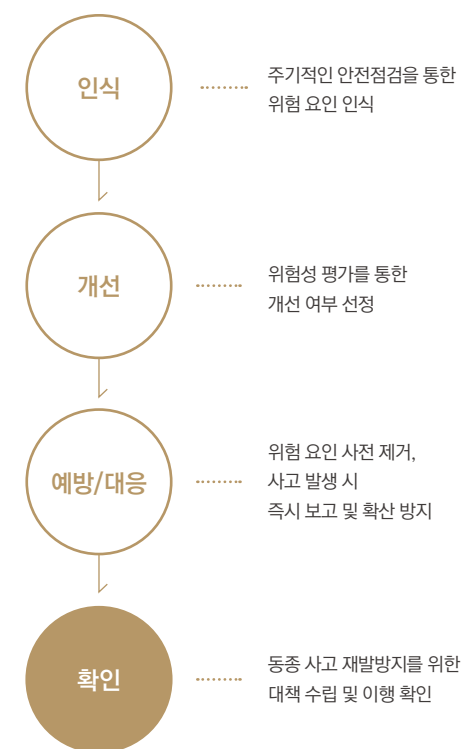 인식
주기적인 안전점검을 통한
위험 요인 인식
개선
위험성 평가를 통한
개선 여부 선정
예방/대응
위험 요인 사전 제거,
사고 발생 시
즉시 보고 및 확산 방지
확인
동종 사고 재발방지를 위한
대책 수립 및 이행 확인